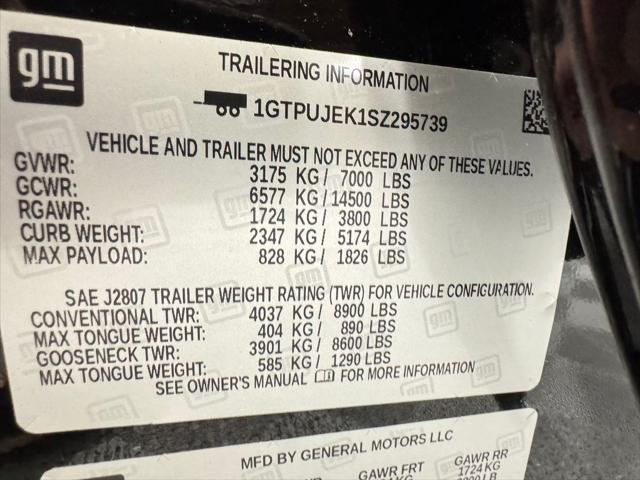 gm
TRAILERING INFORMATION
1GTPUJEK1SZ295739
VEHICLE AND TRAILER MUST NOT EXCEED ANY OF THESE VALUES.
GVWR: 3175 KG / 7000 LBS
GCWR: 6577 KG / 14500 LBS
RGAWR: 1724 KG / 3800 LBS
CURB WEIGHT: 2347 KG / 5174 LBS
MAX PAYLOAD: 828 KG / 1826 LBS
SAE J2807 TRAILER WEIGHT RATING (TWR) FOR VEHICLE CONFIGURATION.
CONVENTIONAL TWR: 4037 KG / 8900 LBS
MAX TONGUE WEIGHT: 404 KG / 890 LBS
GOOSENECK TWR: 3901 KG / 8600 LBS
MAX TONGUE WEIGHT: 585 KG / 1290 LBS
SEE OWNER'S MANUAL FOR MORE INFORMATION
MFD BY GENERAL MOTORS LLC
GAWR FRT GAWR RR
1724 KG